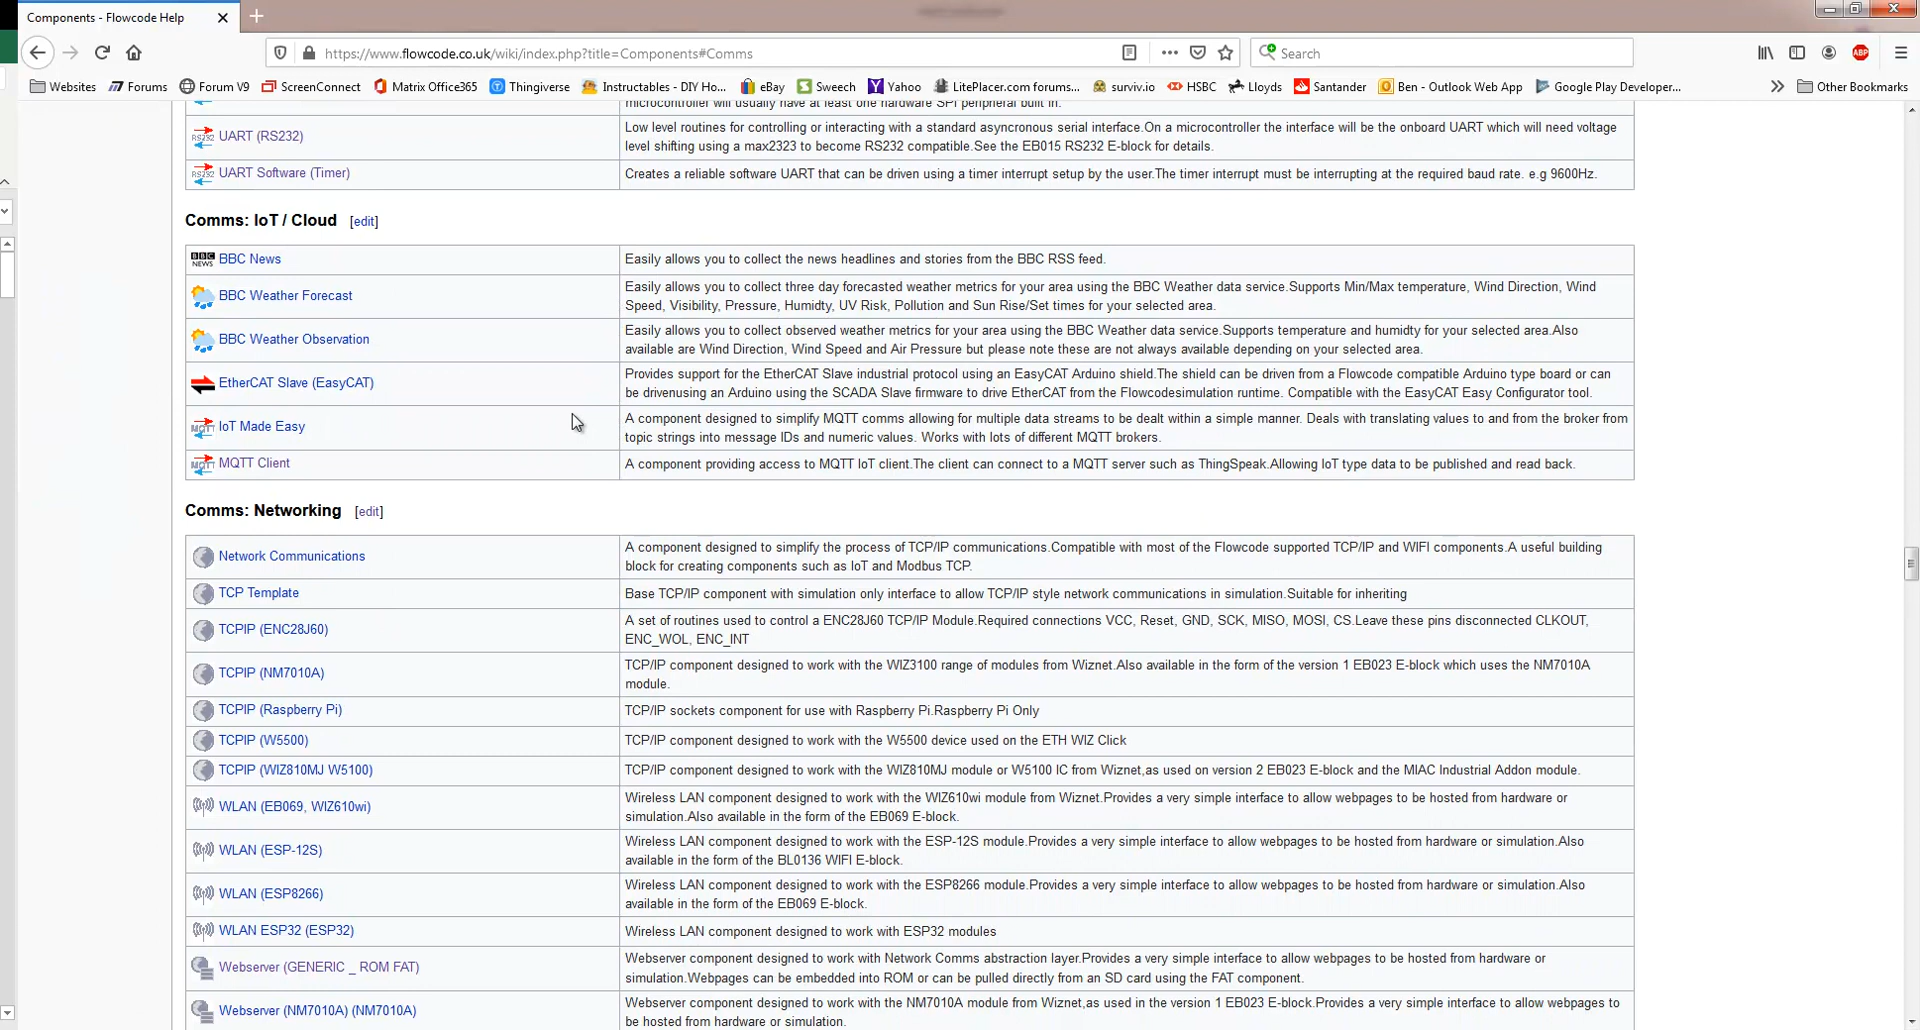 Components - Flowcode Help
https://www.flowcode.co.uk/wiki/index.php?title=Components#Comms
Search
ABP
Websites Forums Forum V9 ScreenConnect Matrix Office365 Thingiverse Instructables - DIY Ho... eBay Sweech Yahoo LitePlacer.com forums... surviv.io HSBC Lloyds Santander Ben - Outlook Web App Google Play Developer... Other Bookmarks
microcontroller will usually have at least one hardware SPI peripheral built in.
UART (RS232)
Low level routines for controlling or interacting with a standard asyncronous serial interface.On a microcontroller the interface will be the onboard UART which will need voltage
level shifting using a max2323 to become RS232 compatible.See the EB015 RS232 E-block for details.
UART Software (Timer)
Creates a reliable software UART that can be driven using a timer interrupt setup by the user.The timer interrupt must be interrupting at the required baud rate. e.g 9600Hz.
Comms: IoT / Cloud [edit]
BBC NEWS
BBC News
Easily allows you to collect the news headlines and stories from the BBC RSS feed.
BBC Weather Forecast
Easily allows you to collect three day forecasted weather metrics for your area using the BBC Weather data service.Supports Min/Max temperature, Wind Direction, Wind
Speed, Visibility, Pressure, Humidty, UV Risk, Pollution and Sun Rise/Set times for your selected area.
BBC Weather Observation
Easily allows you to collect observed weather metrics for your area using the BBC Weather data service.Supports temperature and humidty for your selected area.Also
available are Wind Direction, Wind Speed and Air Pressure but please note these are not always available depending on your selected area.
EtherCAT Slave (EasyCAT)
Provides support for the EtherCAT Slave industrial protocol using an EasyCAT Arduino shield.The shield can be driven from a Flowcode compatible Arduino type board or can
be drivenusing an Arduino using the SCADA Slave firmware to drive EtherCAT from the Flowcodesimulation runtime. Compatible with the EasyCAT Easy Configurator tool.
IoT Made Easy
A component designed to simplify MQTT comms allowing for multiple data streams to be dealt within a simple manner. Deals with translating values to and from the broker from
topic strings into message IDs and numeric values. Works with lots of different MQTT brokers.
MQTT Client
A component providing access to MQTT IoT client.The client can connect to a MQTT server such as ThingSpeak.Allowing IoT type data to be published and read back.
Comms: Networking [edit]
Network Communications
A component designed to simplify the process of TCP/IP communications.Compatible with most of the Flowcode supported TCP/IP and WIFI components.A useful building
block for creating components such as IoT and Modbus TCP.
TCP Template
Base TCP/IP component with simulation only interface to allow TCP/IP style network communications in simulation.Suitable for inheriting
TCPIP (ENC28J60)
A set of routines used to control a ENC28J60 TCP/IP Module.Required connections VCC, Reset, GND, SCK, MISO, MOSI, CS.Leave these pins disconnected CLKOUT,
ENC_WOL, ENC_INT
TCPIP (NM7010A)
TCP/IP component designed to work with the WIZ3100 range of modules from Wiznet.Also available in the form of the version 1 EB023 E-block which uses the NM7010A
module.
TCPIP (Raspberry Pi)
TCP/IP sockets component for use with Raspberry Pi.Raspberry Pi Only
TCPIP (W5500)
TCP/IP component designed to work with the W5500 device used on the ETH WIZ Click
TCPIP (WIZ810MJ W5100)
TCP/IP component designed to work with the WIZ810MJ module or W5100 IC from Wiznet,as used on version 2 EB023 E-block and the MIAC Industrial Addon module.
WLAN (EB069, WIZ610wi)
Wireless LAN component designed to work with the WIZ610wi module from Wiznet.Provides a very simple interface to allow webpages to be hosted from hardware or
simulation.Also available in the form of the EB069 E-block.
WLAN (ESP-12S)
Wireless LAN component designed to work with the ESP-12S module.Provides a very simple interface to allow webpages to be hosted from hardware or simulation.Also
available in the form of the BL0136 WIFI E-block.
WLAN (ESP8266)
Wireless LAN component designed to work with the ESP8266 module.Provides a very simple interface to allow webpages to be hosted from hardware or simulation.Also
available in the form of the EB069 E-block.
WLAN ESP32 (ESP32)
Wireless LAN component designed to work with ESP32 modules
Webserver (GENERIC _ ROM FAT)
Webserver component designed to work with Network Comms abstraction layer.Provides a very simple interface to allow webpages to be hosted from hardware or
simulation.Webpages can be embedded into ROM or can be pulled directly from an SD card using the FAT component.
Webserver (NM7010A) (NM7010A)
Webserver component designed to work with the NM7010A module from Wiznet,as used in the version 1 EB023 E-block.Provides a very simple interface to allow webpages to
be hosted from hardware or simulation.